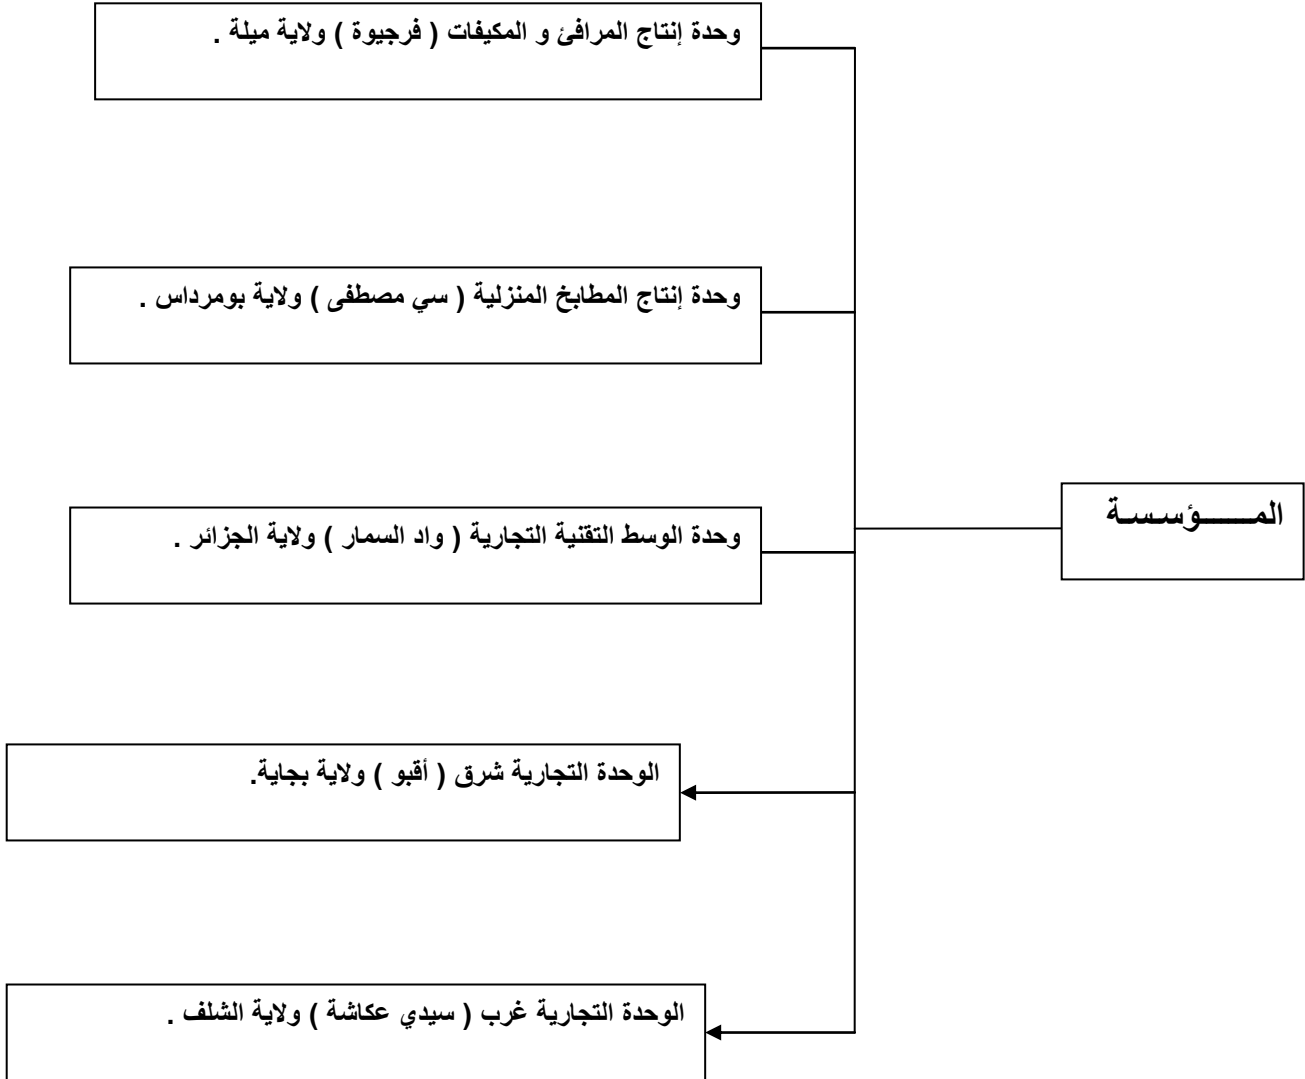 وحدة إنتاج المرافئ و المكيفات ( فرجيوة ) ولاية ميلة .
وحدة إنتاج المطابخ المنزلية ( سي مصطفى ) ولاية بومرداس .
المـــــــؤسـسـة
وحدة الوسط التقنية التجارية ( واد السمار ) ولاية الجزائر .
الوحدة التجارية شرق ( أقبو ) ولاية بجاية.
الوحدة التجارية غرب ( سيدي عكاشة ) ولاية الشلف .